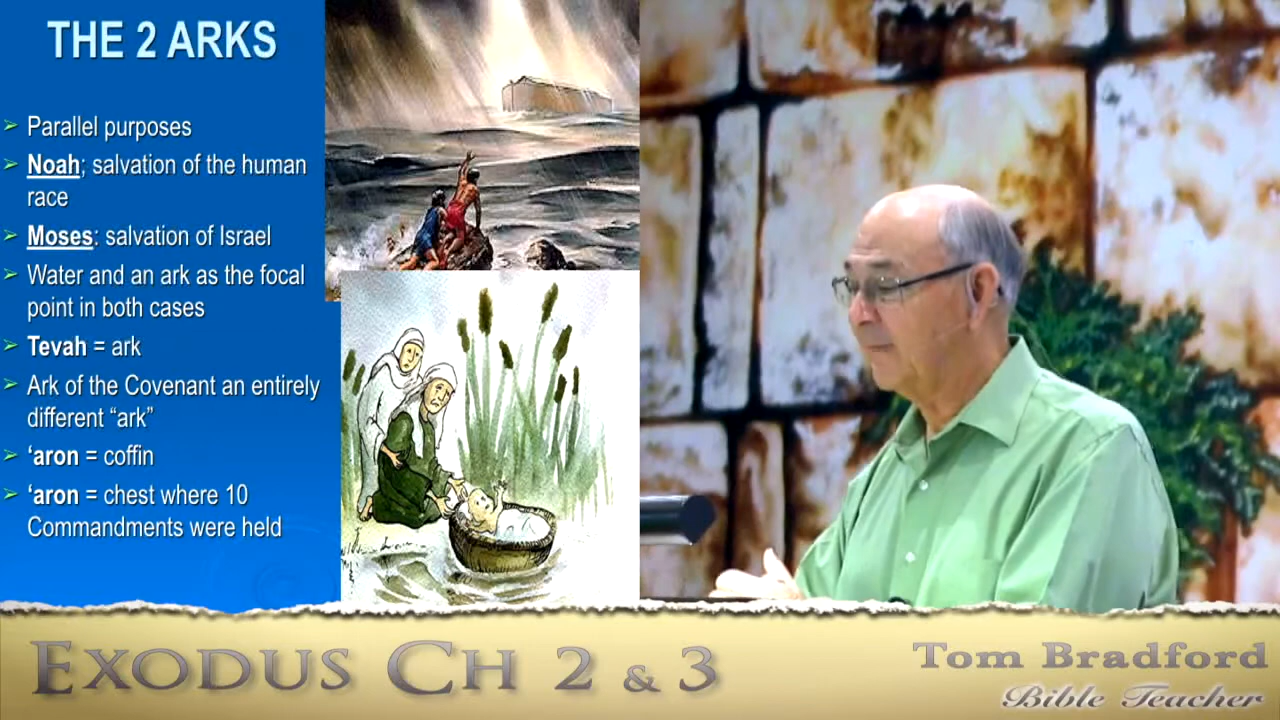 THE 2 ARKS
➢ Parallel purposes
➢ Noah; salvation of the human
race
➢ Moses: salvation of Israel
➢ Water and an ark as the focal
point in both cases
➢ Tevah = ark
➢ Ark of the Covenant an entirely
different “ark”
➢ ‘aron = coffin
➢ ‘aron = chest where 10
Commandments were held
EXODUS CH 2 & 3
Tom Bradford
Bible Teacher